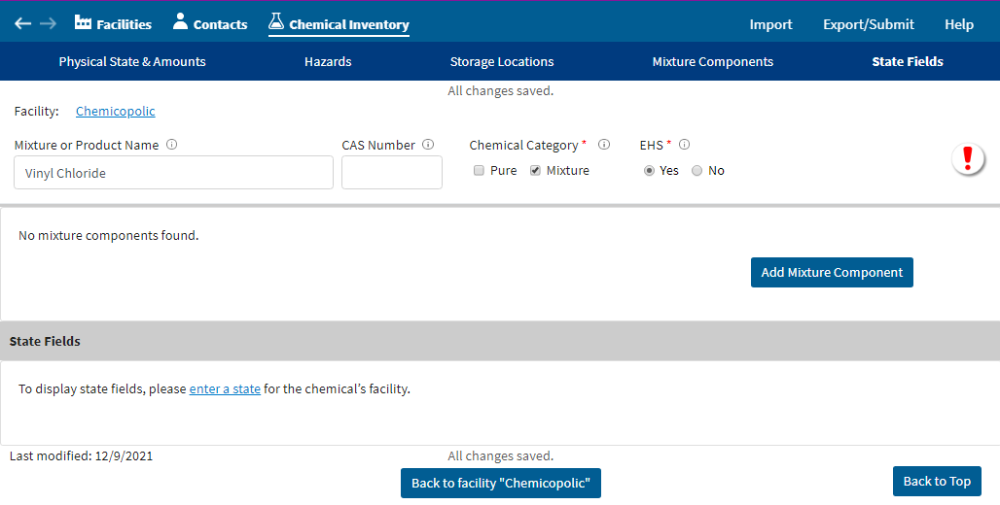 Facilities Contacts Chemical Inventory Import Export/Submit Help
Physical State & Amounts Hazards Storage Locations Mixture Components State Fields
All changes saved.
Facility: Chemicopolic
Mixture or Product Name CAS Number Chemical Category * EHS *
Vinyl Chloride Pure Mixture Yes No
No mixture components found.
Add Mixture Component
State Fields
To display state fields, please enter a state for the chemical's facility.
Last modified: 12/9/2021 All changes saved.
Back to facility "Chemicopolic" Back to Top